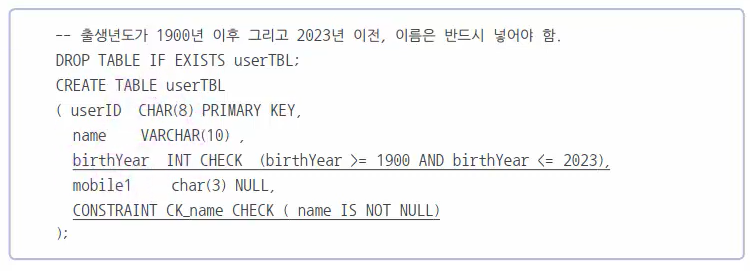 -- 출생년도가 1900년 이후 그리고 2023년 이전, 이름은 반드시 넣어야 함.
DROP TABLE IF EXISTS userTBL;
CREATE TABLE userTBL
( userID CHAR(8) PRIMARY KEY,
name VARCHAR(10) ,
birthYear INT CHECK (birthYear >= 1900 AND birthYear <= 2023),
mobile1 char(3) NULL,
CONSTRAINT CK_name CHECK ( name IS NOT NULL)
);